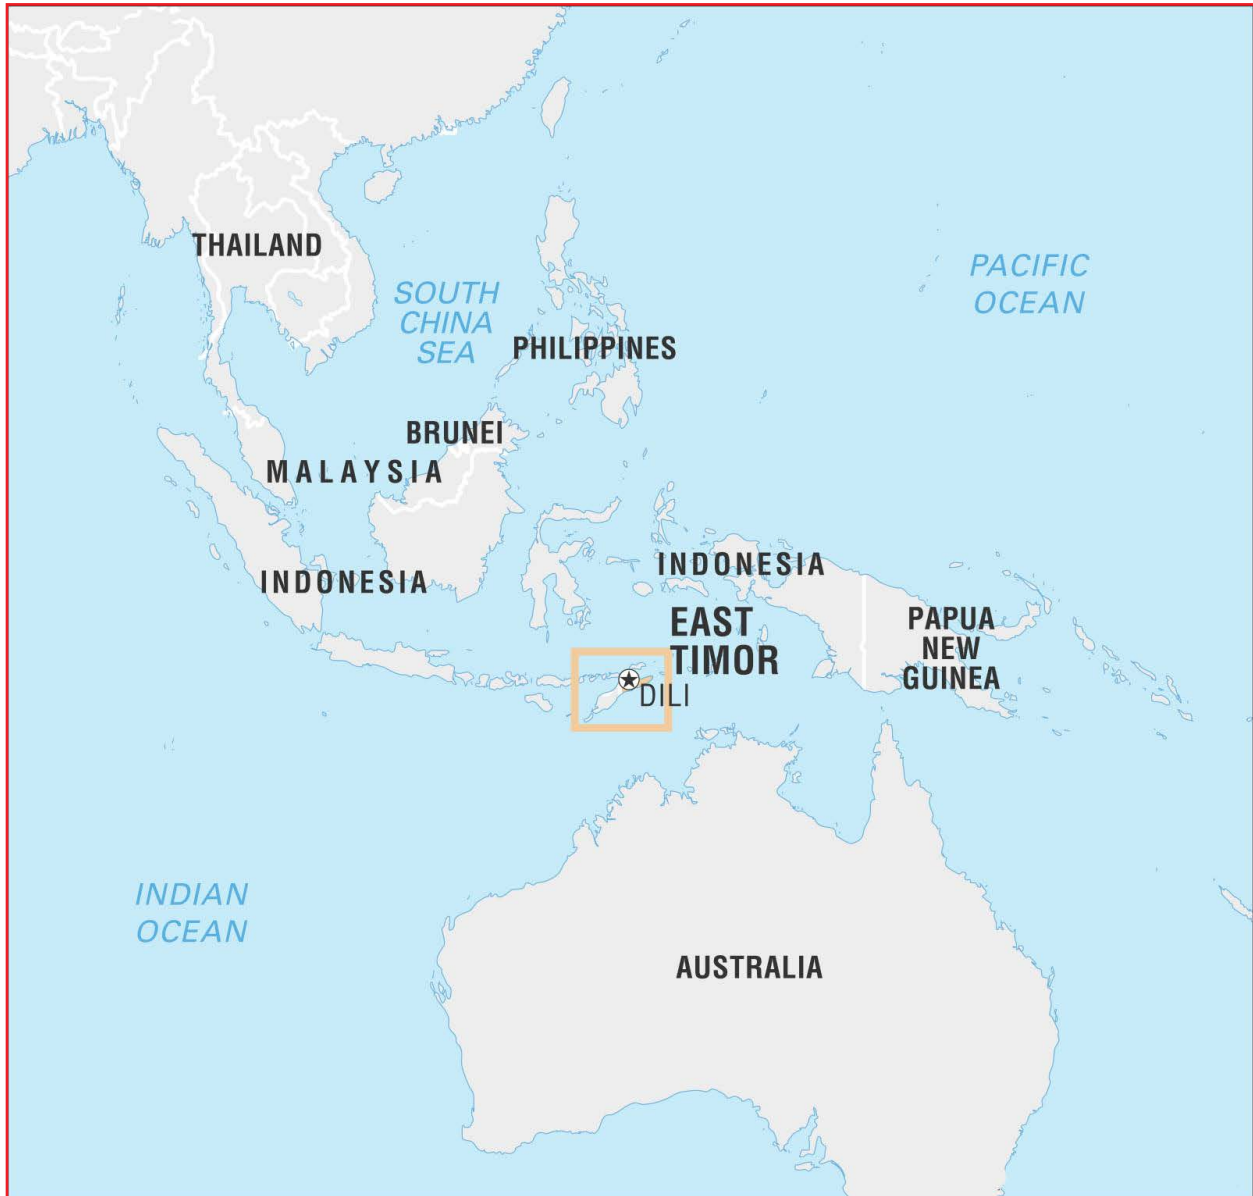 THAILAND
PACIFIC
OCEAN
SOUTH
CHINA
SEA
PHILIPPINES
BRUNEI
MALAYSIA
INDONESIA
INDONESIA
EAST
TIMOR
PAPUA
NEW
GUINEA
DILI
INDIAN
OCEAN
AUSTRALIA